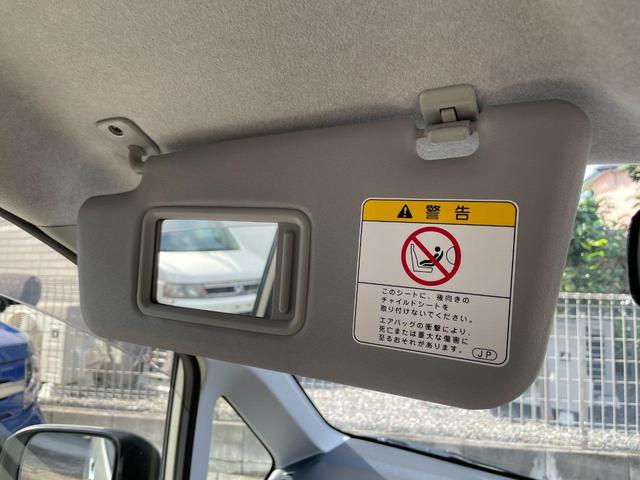 警告
このシートに、後向きの
チャイルドシートを
取り付けないでください。
エアバッグの衝撃により、
死亡または重大な傷害に
至るおそれがあります。
JP